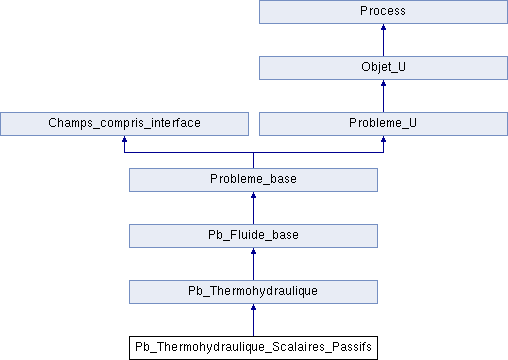 Process
Objet_U
Champs_compris_interface
Probleme_U
Probleme_base
Pb_Fluide_base
Pb_Thermohydraulique
Pb_Thermohydraulique_Scalaires_Passifs